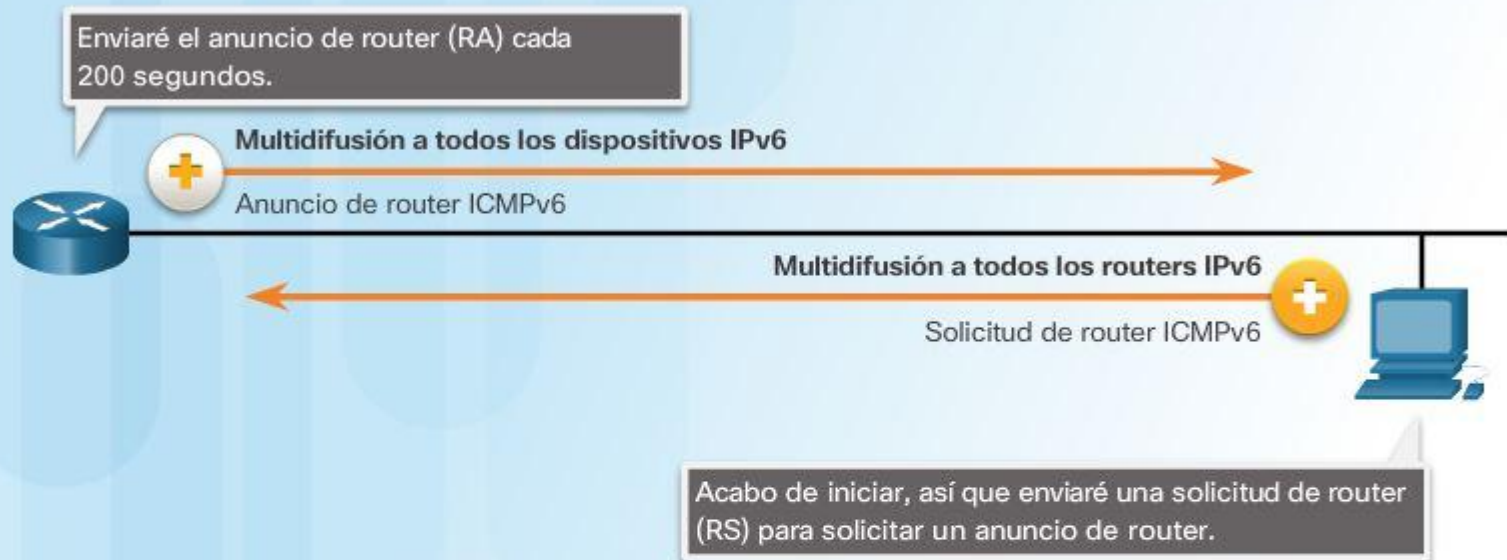 Enviaré el anuncio de router (RA) cada
200 segundos.
Multidifusión a todos los dispositivos IPv6
Anuncio de router ICMPv6
Multidifusión a todos los routers IPv6
Solicitud de router ICMPv6
Acabo de iniciar, así que enviaré una solicitud de router
(RS) para solicitar un anuncio de router.